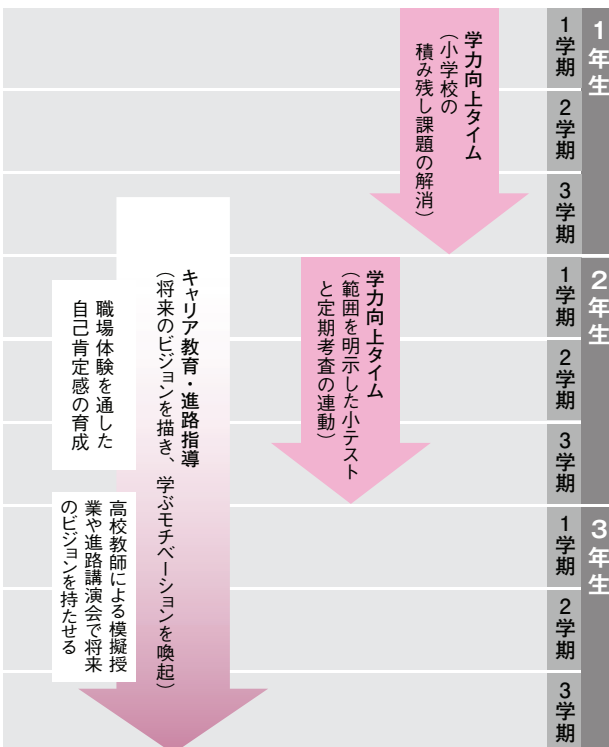 1年生
1学期
2学期
3学期
2年生
1学期
2学期
3学期
3年生
1学期
2学期
3学期
学力向上タイム
（小学校の
積み残し課題の解消）
学力向上タイム
（範囲を明示した小テスト
と定期考査の連動）
キャリア教育・進路指導
（将来のビジョンを描き、学ぶモチベーションを喚起）
職場体験を通した
自己肯定感の育成
高校教師による模擬授
業や進路講演会で将来
のビジョンを持たせる